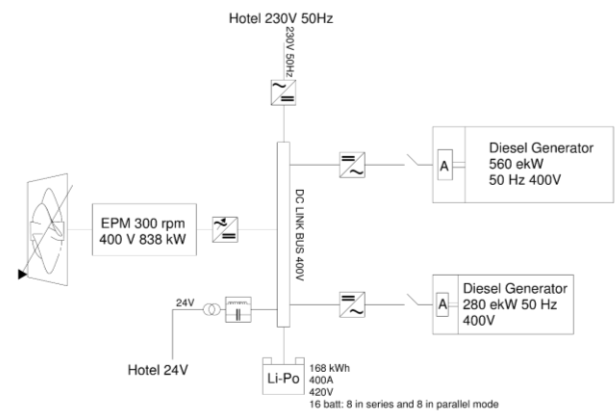 Hotel 230V 50Hz
230V 50Hz
Diesel Generator
560 ekW
50 Hz 400V
A
DC LINK BUS 400V
EPM 300 rpm
400 V 838 kW
Diesel Generator
280 ekW 50 Hz
400V
A
24V
Hotel 24V
Li-Po
168 kWh
400A
420V
16 batt: 8 in series and 8 in parallel mode